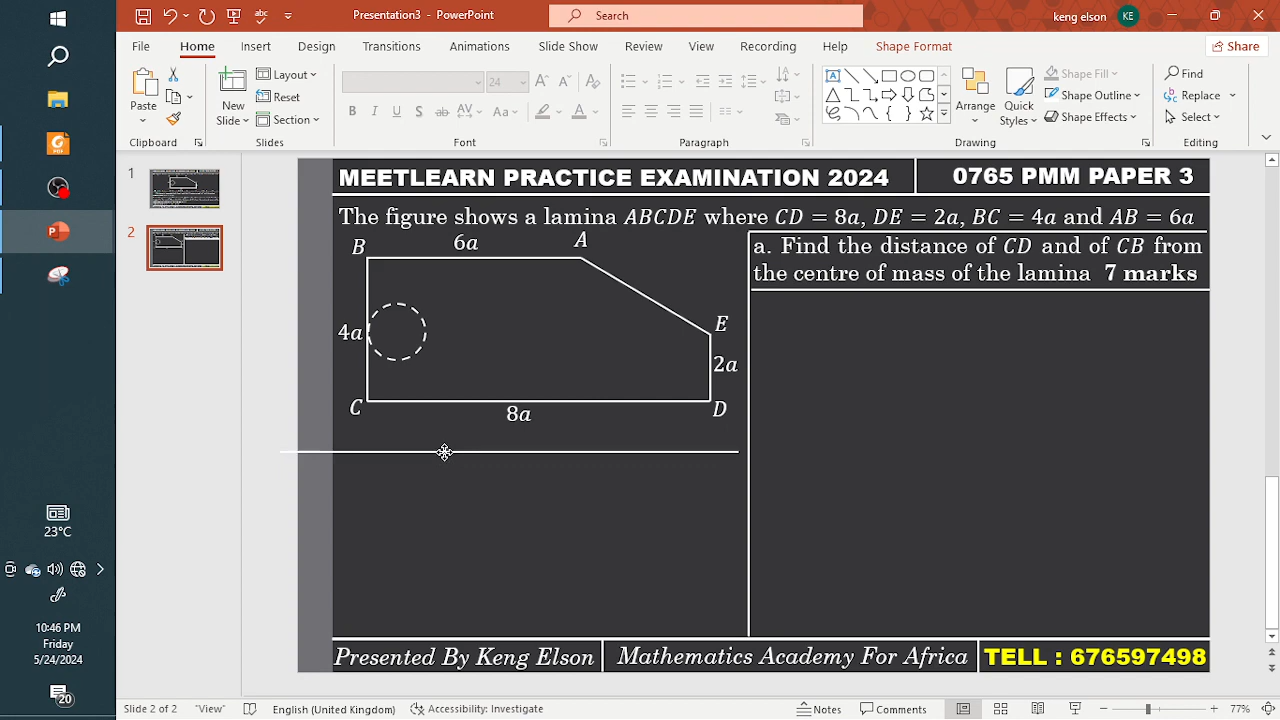 Presentation3 - PowerPoint
Search
keng elson
KE
File
Home
Insert
Design
Transitions
Animations
Slide Show
Review
View
Recording
Help
Shape Format
Share
Paste
New
Slide
Layout
Reset
Section
24
B
I
U
S
ab
AV
Aa
A
Arrange
Quick
Styles
Shape Fill
Shape Outline
Shape Effects
Find
Replace
Select
Clipboard
Slides
Font
Paragraph
Drawing
Editing
1
2
MEETLEARN PRACTICE EXAMINATION 2024
0765 PMM PAPER 3
The figure shows a lamina ABCDE where CD = 8a, DE = 2a, BC = 4a and AB = 6a
B
6a
A
a. Find the distance of CD and of CB from
the centre of mass of the lamina 7 marks
E
4a
2a
C
D
8a
Presented By Keng Elson
Mathematics Academy For Africa
TELL : 676597498
23°C
10:46 PM
Friday
5/24/2024
20
Slide 2 of 2
"View"
English (United Kingdom)
Accessibility: Investigate
Notes
Comments
77%